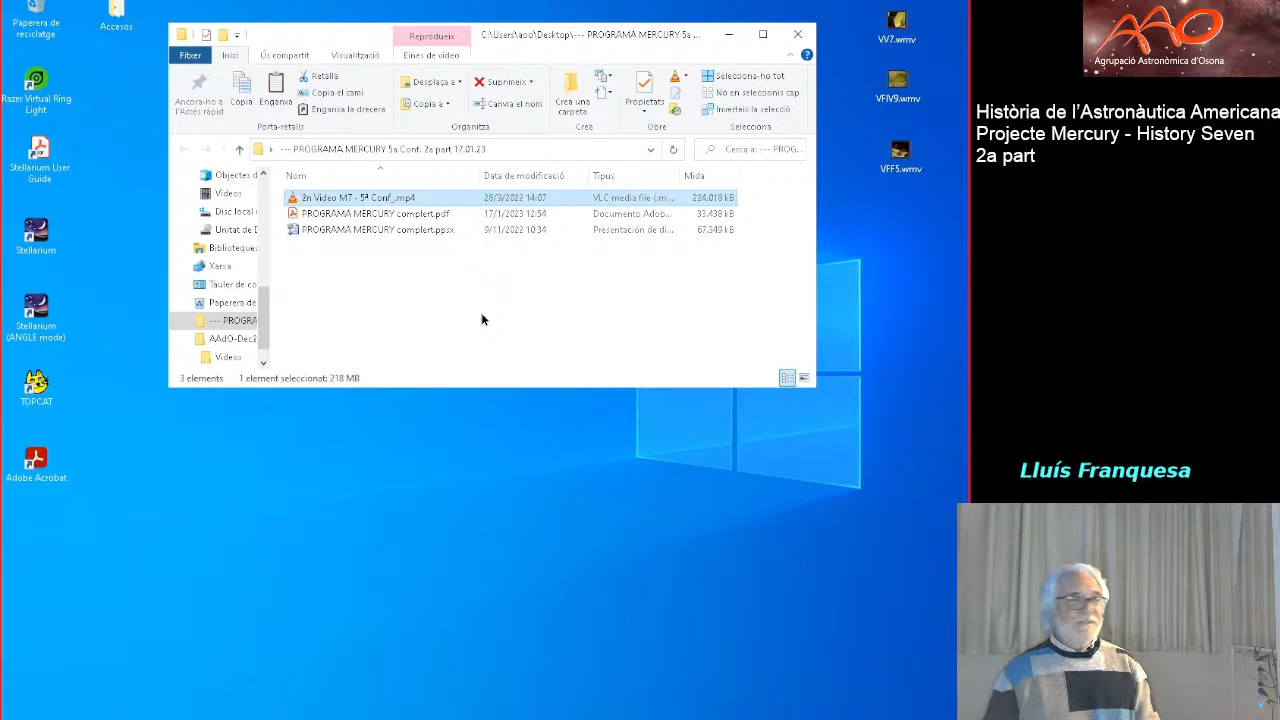 Paperera de
reciclatge
Accesos
Razer Virtual Ring
Light
Stellarium User
Guide
Stellarium
Stellarium
(ANGLE mode)
TOPCAT
Adobe Acrobat
Reprodueix
C:\Users\aoo\Desktop\--- PROGRAMA MERCURY 5a ...
Fitxer
Inici
Ús compartit
Visualització
Eines de vídeo
Ancora-ho a
l'Accés ràpid
Copia
Enganxa
Retalla
Copia el camí
Enganxa la drecera
Porta-retalls
Desplaça a
Copia a
Suprimeix
Canvia el nom
Organitza
Crea una
carpeta
Crea
Propietats
Obre
Selecciona-ho tot
No en seleccionis cap
Inverteix la selecció
Selecciona
--- PROGRAMA MERCURY 5a Conf. 2a part 17.01.23
Cerca a: --- PROG...
Nom
Data de modificació
Tipus
Mida
2n Video M7 - 5ª Conf_.mp4
28/9/2022 14:07
VLC media file (.m...
224.018 kB
PROGRAMA MERCURY complert.pdf
17/1/2023 12:54
Documento Adob...
33.438 kB
PROGRAMA MERCURY complert.ppsx
9/11/2022 10:34
Presentación de di...
67.349 kB
Objectes d
Vídeos
Disc local
Unitat de D
Biblioteques
Xarxa
Tauler de co
Paperera de
--- PROGRA
AAdO-Dec2
Videos
3 elements
1 element seleccionat: 218 MB
VV7.wmv
VFIV9.wmv
VFF5.wmv
Agrupació Astronòmica d'Osona
Història de l'Astronàutica Americana
Projecte Mercury - History Seven
2a part
Lluís Franquesa